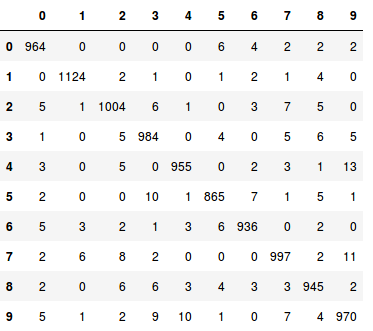 0 1 2 3 4 5 6 7 8 9
0 964 0 0 0 0 6 4 2 2 2
1 0 1124 2 1 0 1 2 1 4 0
2 5 1 1004 6 1 0 3 7 5 0
3 1 0 5 984 0 4 0 5 6 5
4 3 0 5 0 955 0 2 3 1 13
5 2 0 0 10 1 865 7 1 5 1
6 5 3 2 1 3 6 936 0 2 0
7 2 6 8 2 0 0 0 997 2 11
8 2 0 6 6 3 4 3 3 945 2
9 5 1 2 9 10 1 0 7 4 970